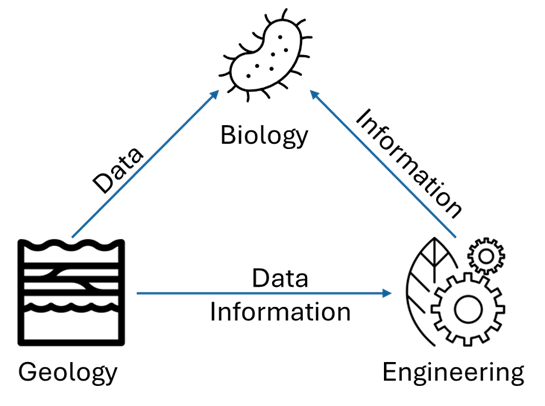 Biology
Data
Information
Data
Information
Geology
Engineering